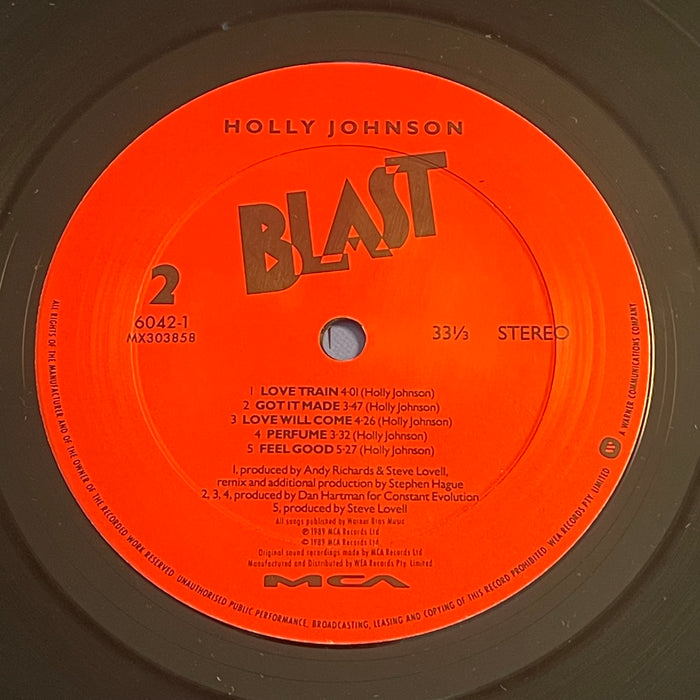 HOLLY JOHNSON
BLAST
2
6042-1
MX303858
33⅓ STEREO
1 LOVE TRAIN 4·01 (Holly Johnson)
2 GOT IT MADE 3·47 (Holly Johnson)
3 LOVE WILL COME 4·26 (Holly Johnson)
4 PERFUME 3·32 (Holly Johnson)
5 FEEL GOOD 5·27 (Holly Johnson)
1, produced by Andy Richards & Steve Lovell,
remix and additional production by Stephen Hague
2, 3, 4, produced by Dan Hartman for Constant Evolution
5, produced by Steve Lovell
All songs published by Warner Bros Music
℗ 1989 MCA Records Ltd
© 1989 MCA Records Ltd
Original sound recordings made by MCA Records Ltd
Manufactured and Distributed by WEA Records Pty. Limited
MCA
ALL RIGHTS OF THE MANUFACTURER AND OF THE OWNER OF THE RECORDED WORK RESERVED. UNAUTHORISED PUBLIC PERFORMANCE, BROADCASTING, LEASING AND COPYING OF THIS RECORD PROHIBITED. WEA RECORDS PTY. LIMITED
A WARNER COMMUNICATIONS COMPANY